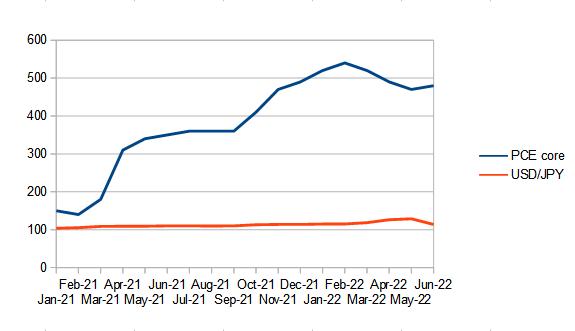 600
500
400
300
200
100
0
PCE core
USD/JPY
Feb-21 Apr-21 Jun-21 Aug-21 Oct-21 Dec-21 Feb-22 Apr-22 Jun-22
Jan-21 Mar-21 May-21 Jul-21 Sep-21 Nov-21 Jan-22 Mar-22 May-22